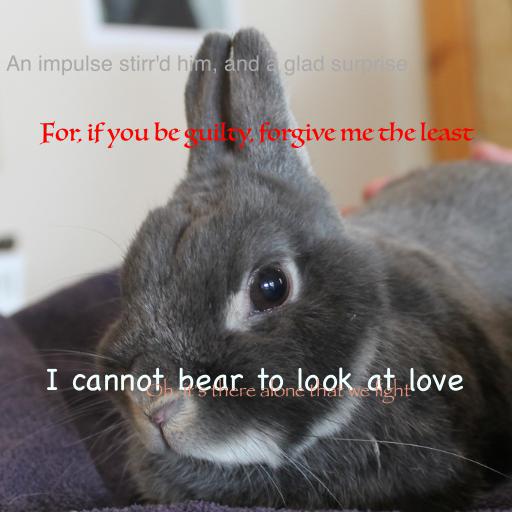 An impulse stirr'd him, and a glad surprise
For, if you be guilty, forgive me the least
I cannot bear to look at love
Oh, it's there alone that we fight